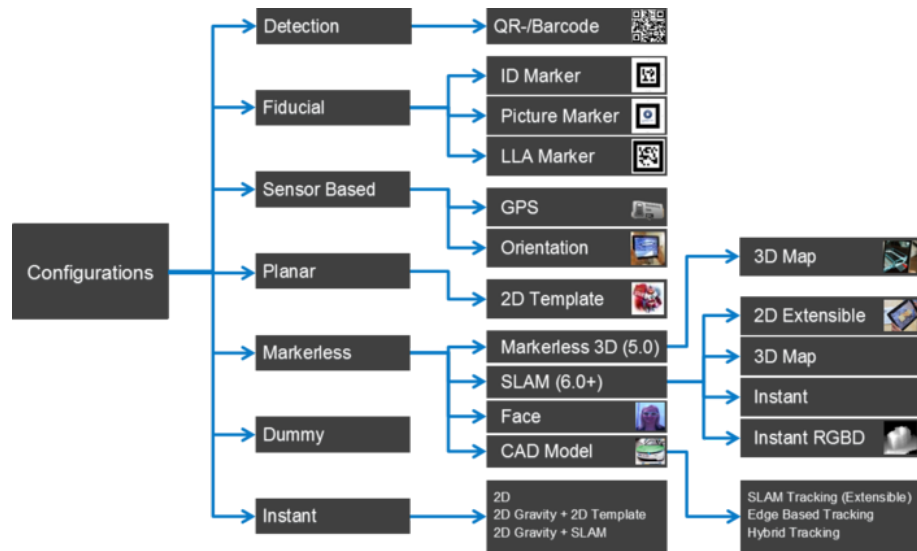 Detection
QR-/Barcode
ID Marker
Fiducial
Picture Marker
LLA Marker
Sensor Based
GPS
Orientation
Configurations
Planar
2D Template
3D Map
Markerless
Markerless 3D (5.0)
SLAM (6.0+)
Face
CAD Model
2D Extensible
3D Map
Instant
Instant RGBD
Dummy
Instant
2D
2D Gravity + 2D Template
2D Gravity + SLAM
SLAM Tracking (Extensible)
Edge Based Tracking
Hybrid Tracking